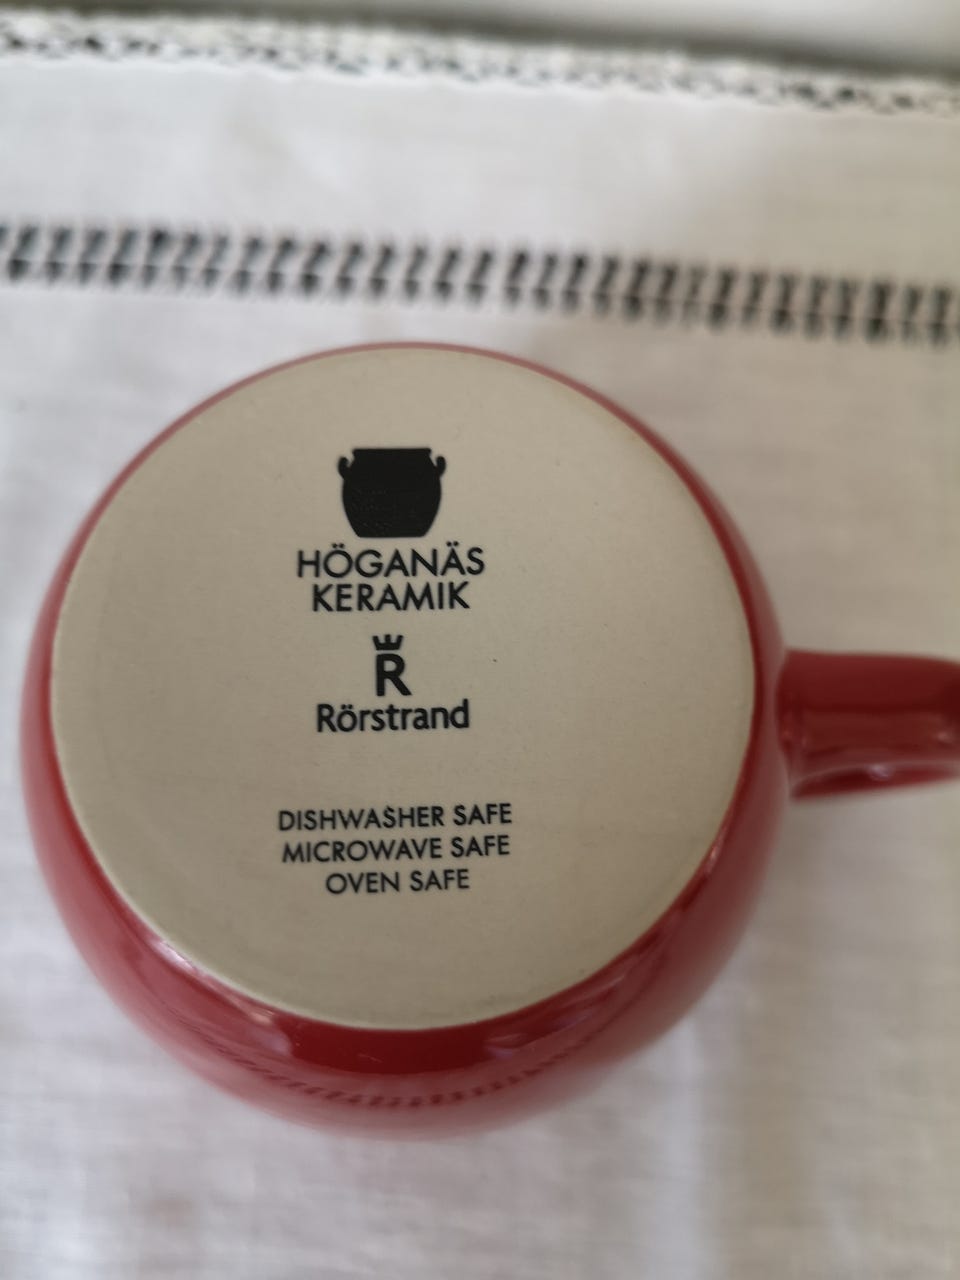 HÖGANÄS
KERAMIK
R
Rörstrand
DISHWASHER SAFE
MICROWAVE SAFE
OVEN SAFE